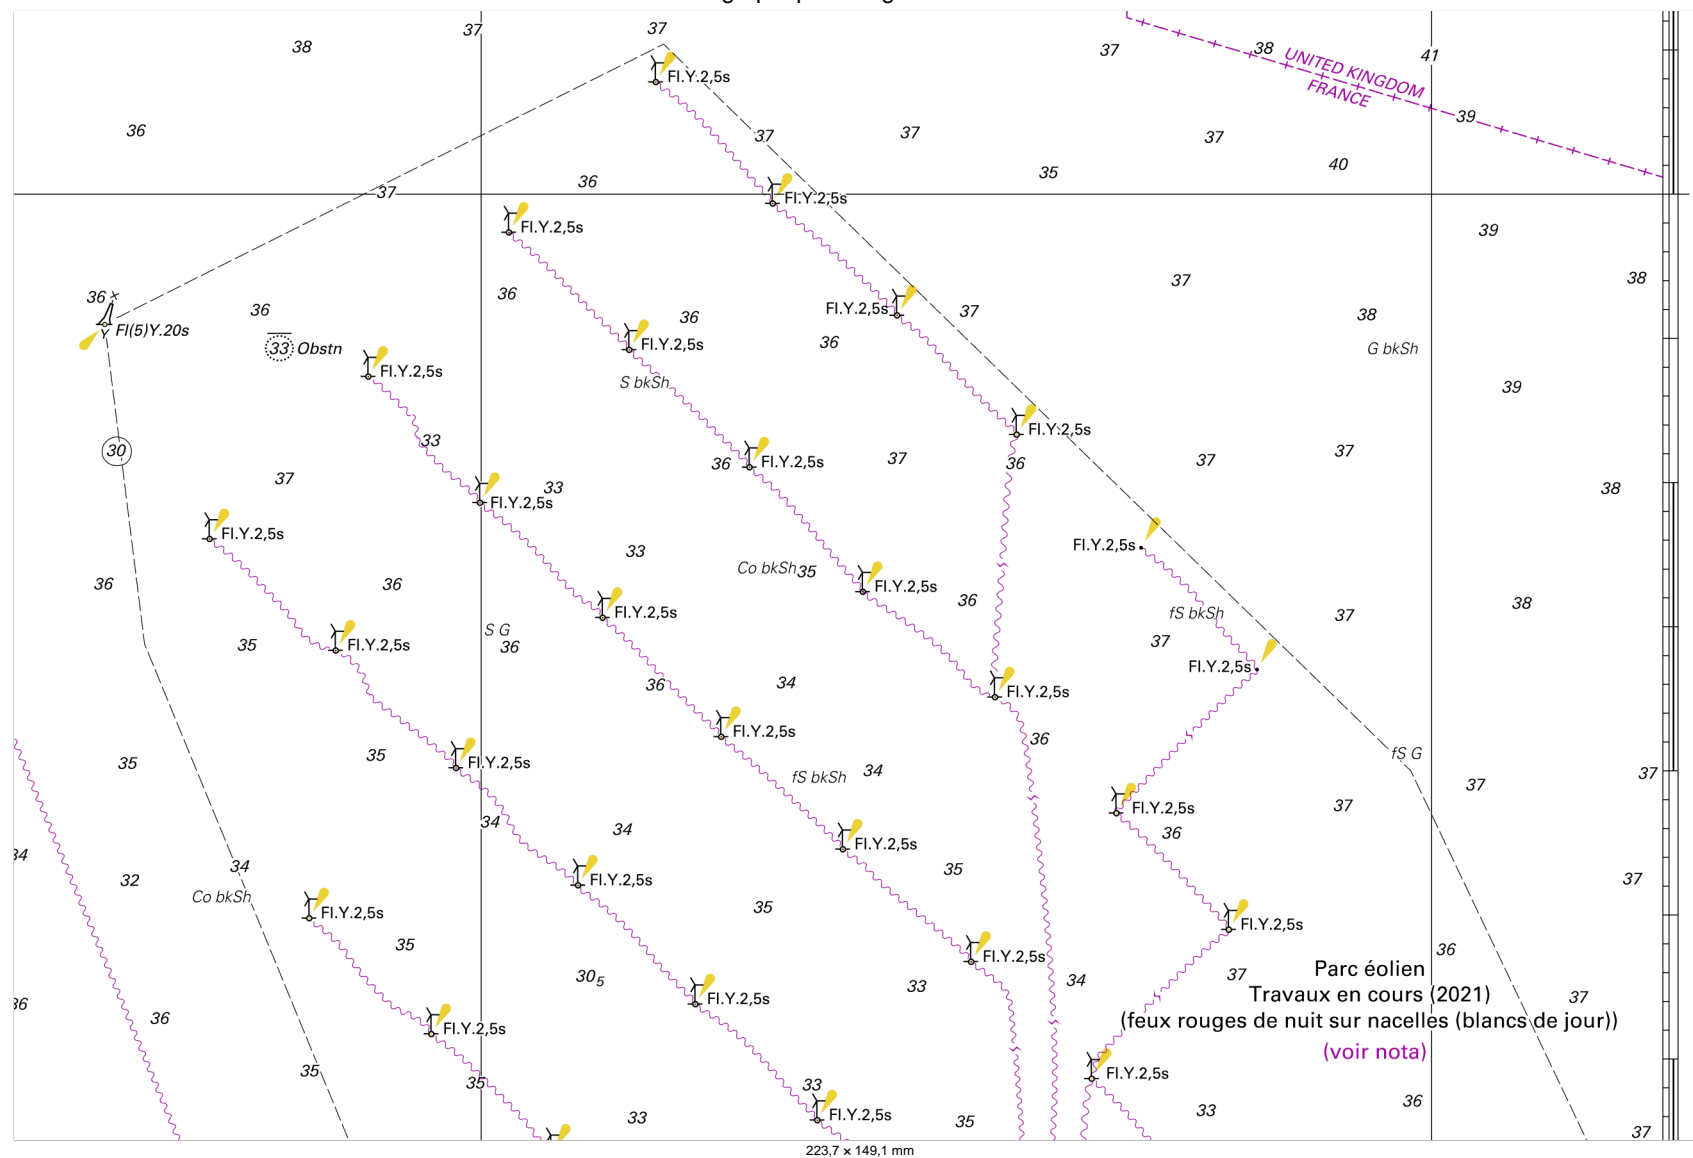 37
37
38
37
38
41
UNITED KINGDOM
FRANCE
Fl.Y.2,5s
39
36
37
37
37
40
35
36
37
Fl.Y.2,5s
Fl.Y.2,5s
39
38
37
36
36
36
Fl.Y.2,5s
37
38
36
Fl(5)Y.20s
33 Obstn
Fl.Y.2,5s
36
G bkSh
Fl.Y.2,5s
S bkSh
39
33
Fl.Y.2,5s
30
37
36
Fl.Y.2,5s
37
36
37
37
33
38
Fl.Y.2,5s
Fl.Y.2,5s
Fl.Y.2,5s
33
Co bkSh
35
36
36
Fl.Y.2,5s
36
38
Fl.Y.2,5s
fS bkSh
37
S G
36
35
Fl.Y.2,5s
37
Fl.Y.2,5s
36
34
Fl.Y.2,5s
Fl.Y.2,5s
36
35
35
Fl.Y.2,5s
fS G
fS bkSh
34
37
37
37
Fl.Y.2,5s
34
34
36
Fl.Y.2,5s
34
34
32
Fl.Y.2,5s
35
37
Co bkSh
Fl.Y.2,5s
35
Fl.Y.2,5s
35
36
Fl.Y.2,5s
Parc éolien
30₅
33
34
37
Travaux en cours (2021)
37
Fl.Y.2,5s
36
36
Fl.Y.2,5s
(feux rouges de nuit sur nacelles (blancs de jour))
(voir nota)
35
35
33
Fl.Y.2,5s
33
Fl.Y.2,5s
35
33
36
37
223,7 × 149,1 mm